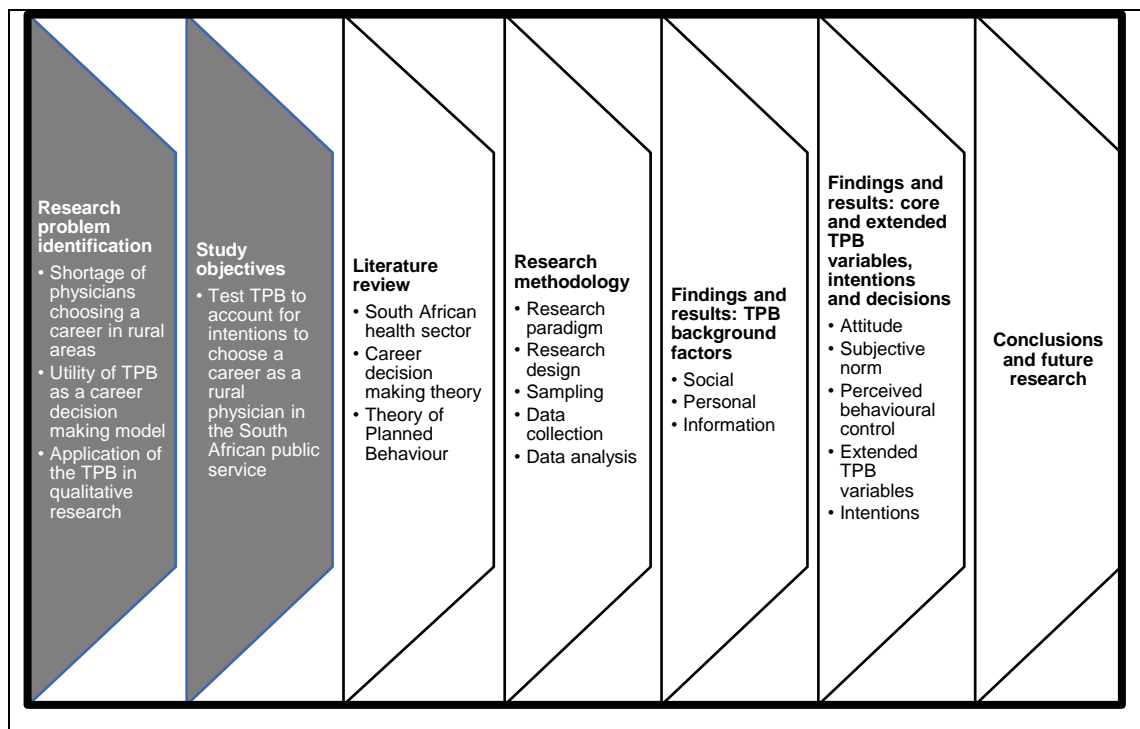 Research
problem
identification
• Shortage of
physicians
choosing a
career in rural
areas
• Utility of TPB
as a career
decision
making model
• Application of
the TPB in
qualitative
research
Study
objectives
• Test TPB to
account for
intentions to
choose a
career as a
rural
physician in
the South
African public
service
Literature
review
• South African
health sector
• Career
decision
making theory
• Theory of
Planned
Behaviour
Research
methodology
• Research
paradigm
• Research
design
• Sampling
• Data
collection
• Data analysis
Findings and
results: TPB
background
factors
• Social
• Personal
• Information
Findings and
results: core
and extended
TPB
variables,
intentions
and decisions
• Attitude
• Subjective
norm
• Perceived
behavioural
control
• Extended
TPB
variables
• Intentions
Conclusions
and future
research